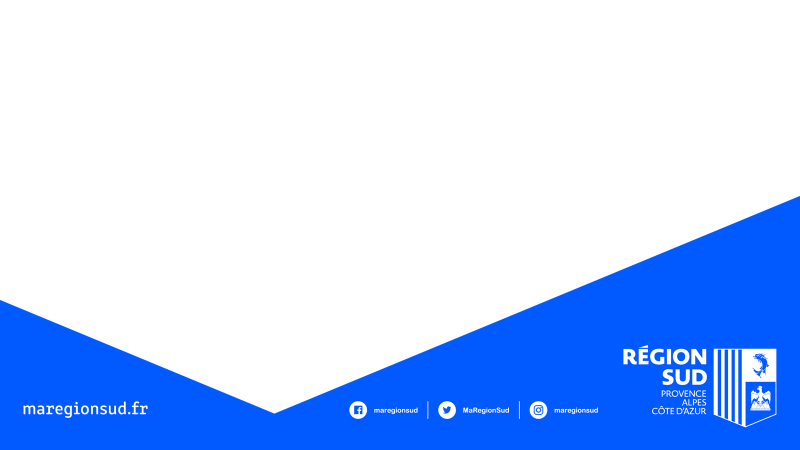 RÉGION
SUD
PROVENCE
ALPES
CÔTE D'AZUR
maregionsud.fr
maregionsud
MaRegionSud
maregionsud